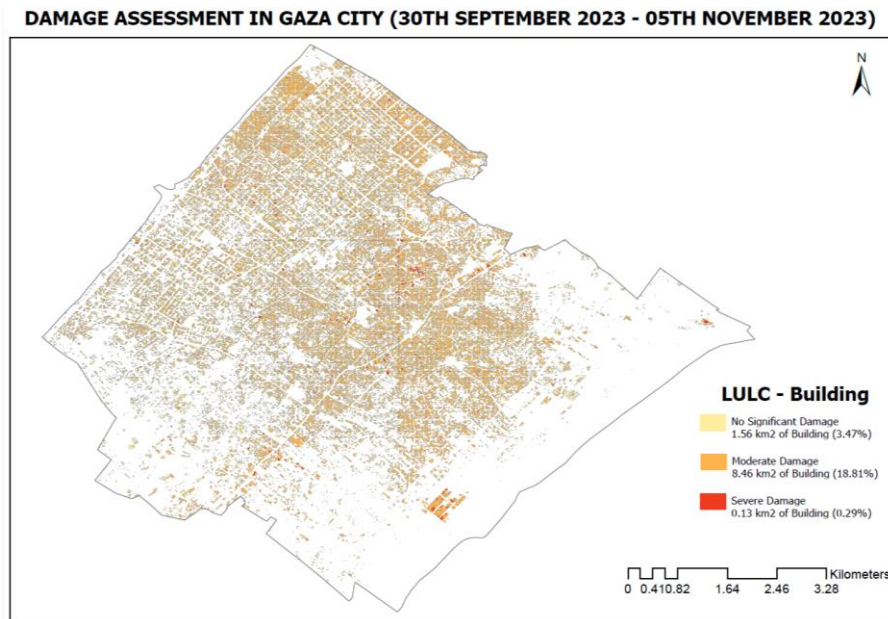 DAMAGE ASSESSMENT IN GAZA CITY (30TH SEPTEMBER 2023 - 05TH NOVEMBER 2023)
N
LULC - Building
No Significant Damage
1.56 km2 of Building (3.47%)
Moderate Damage
8.46 km2 of Building (18.81%)
Severe Damage
0.13 km2 of Building (0.29%)
Kilometers
0 0.410.82 1.64 2.46 3.28